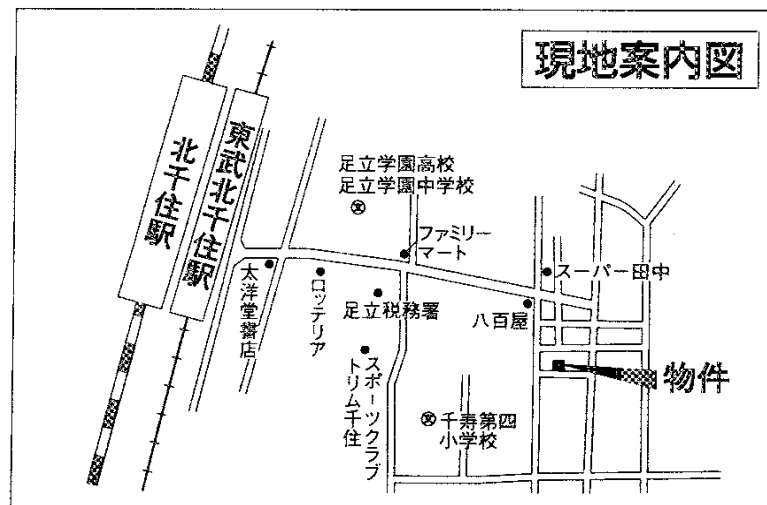 現地案内図
北千住駅
東武北千住駅
足立学園高校
足立学園中学校
ファミリー
マート
スーパー田中
太洋堂書店
ロッテリア
足立税務署
八百屋
スポーツクラブ
トリム千住
物件
千寿第四
小学校